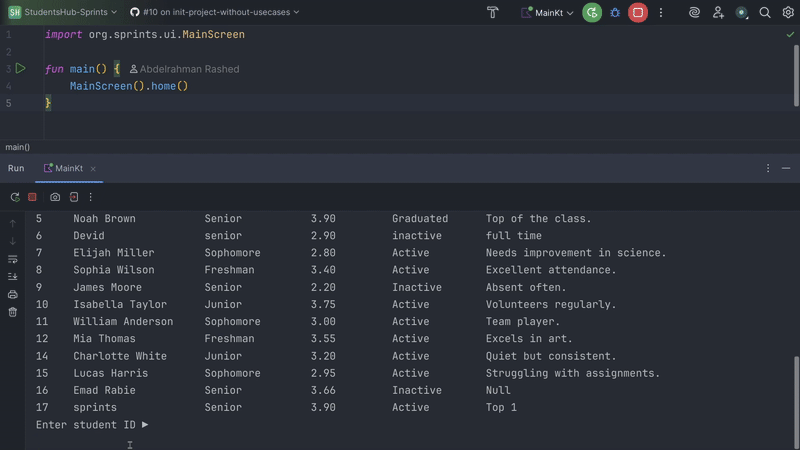 SH StudentsHub-Sprints #10 on init-project-without-usecases MainKt
1 import org.sprints.ui.MainScreen
2
3 fun main() { Abdelrahman Rashed
4 MainScreen().home()
5 }
main()
Run MainKt
5 Noah Brown Senior 3.90 Graduated Top of the class.
6 Devid senior 2.90 inactive full time
7 Elijah Miller Sophomore 2.80 Active Needs improvement in science.
8 Sophia Wilson Freshman 3.40 Active Excellent attendance.
9 James Moore Senior 2.20 Inactive Absent often.
10 Isabella Taylor Junior 3.75 Active Volunteers regularly.
11 William Anderson Sophomore 3.00 Active Team player.
12 Mia Thomas Freshman 3.55 Active Excels in art.
14 Charlotte White Junior 3.20 Active Quiet but consistent.
15 Lucas Harris Sophomore 2.95 Active Struggling with assignments.
16 Emad Rabie Senior 3.66 Inactive Null
17 sprints Senior 3.90 Active Top 1
Enter student ID ►